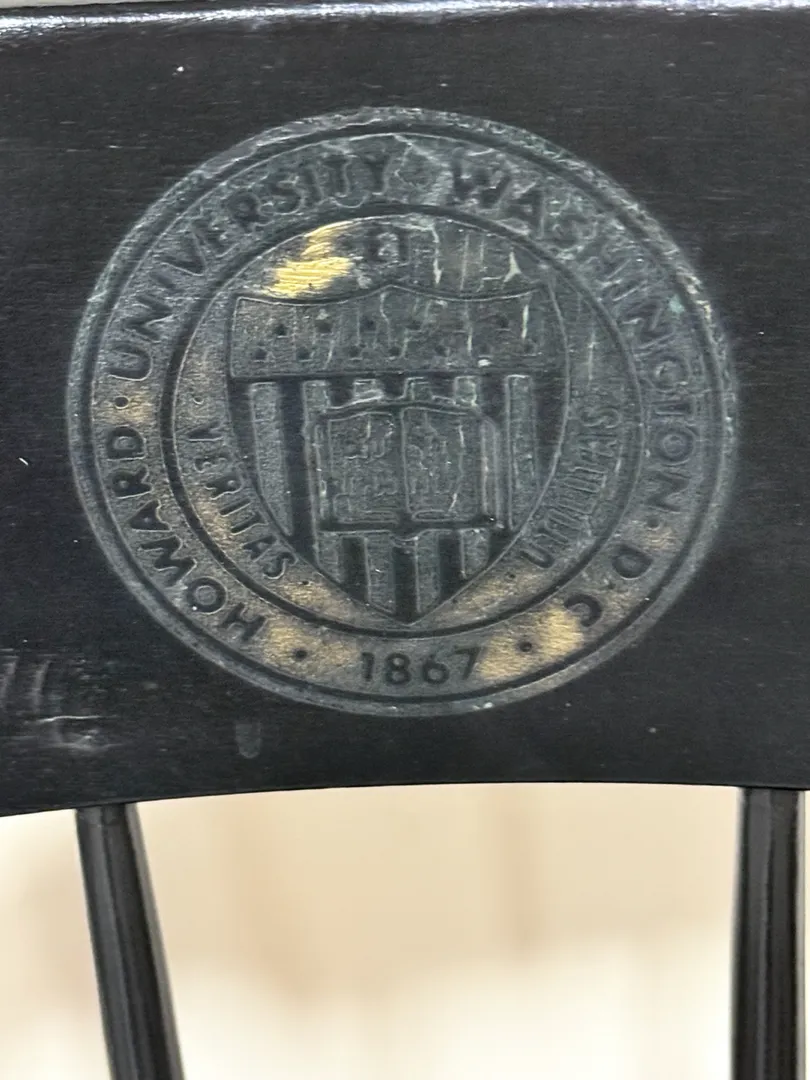 HOWARD · UNIVERSITY · WASHINGTON · D.C.
VERITAS
UTILITAS
· 1867 ·